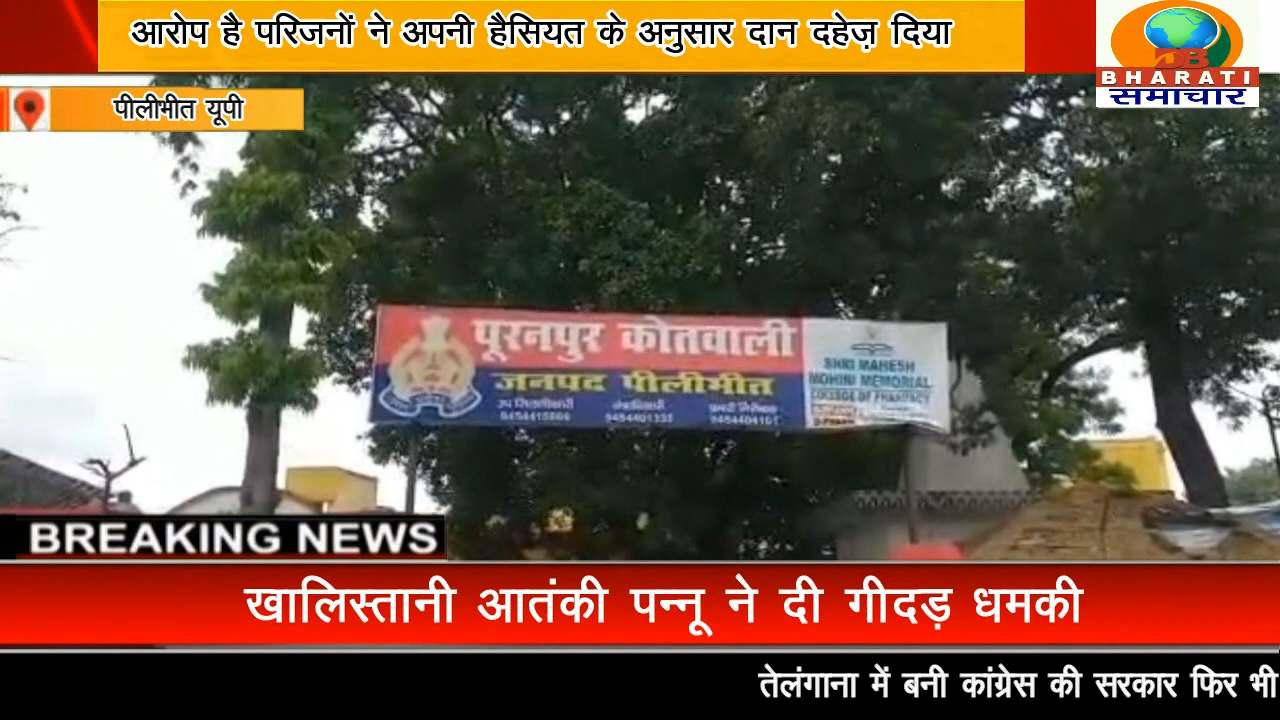 आरोप है परिजनों ने अपनी हैसियत के अनुसार दान दहेज़ दिया
DB
BHARATI
समाचार
पीलीभीत यूपी
पूरनपुर कोतवाली
जनपद पीलीभीत
SHRI MAHESH
MOHINI MEMORIAL
COLLEGE OF PHARMACY
BREAKING NEWS
खालिस्तानी आतंकी पन्नू ने दी गीदड़ धमकी
तेलंगाना में बनी कांग्रेस की सरकार फिर भी